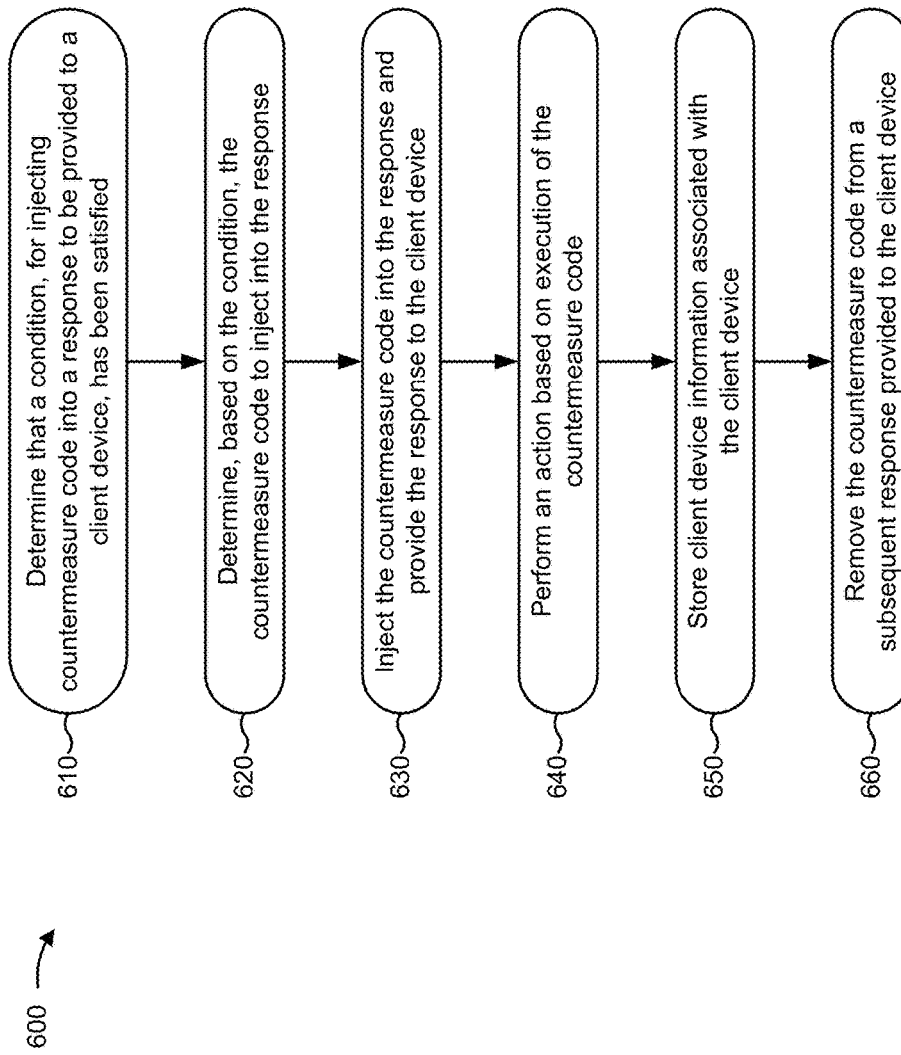 600
610
Determine that a condition, for injecting
countermeasure code into a response to be provided to a
client device, has been satisfied
620
Determine, based on the condition, the
countermeasure code to inject into the response
630
Inject the countermeasure code into the response and
provide the response to the client device
640
Perform an action based on execution of the
countermeasure code
650
Store client device information associated with
the client device
660
Remove the countermeasure code from a
subsequent response provided to the client device